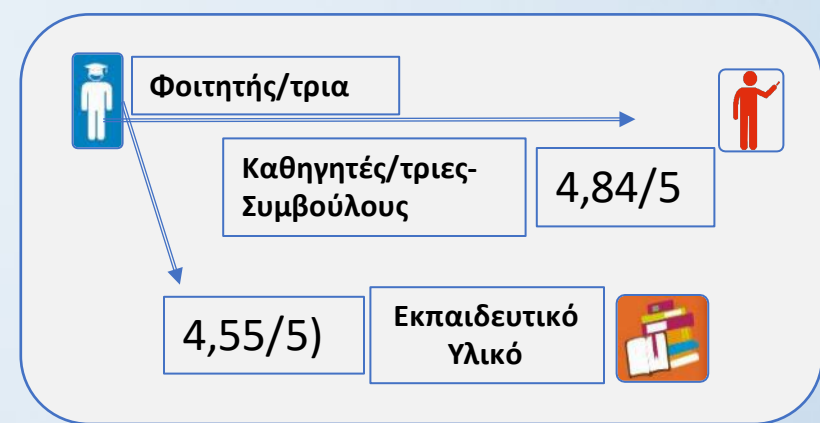 Φοιτητής/τρια
Καθηγητές/τριες-
Συμβούλους
4,84/5
4,55/5)
Εκπαιδευτικό
Υλικό